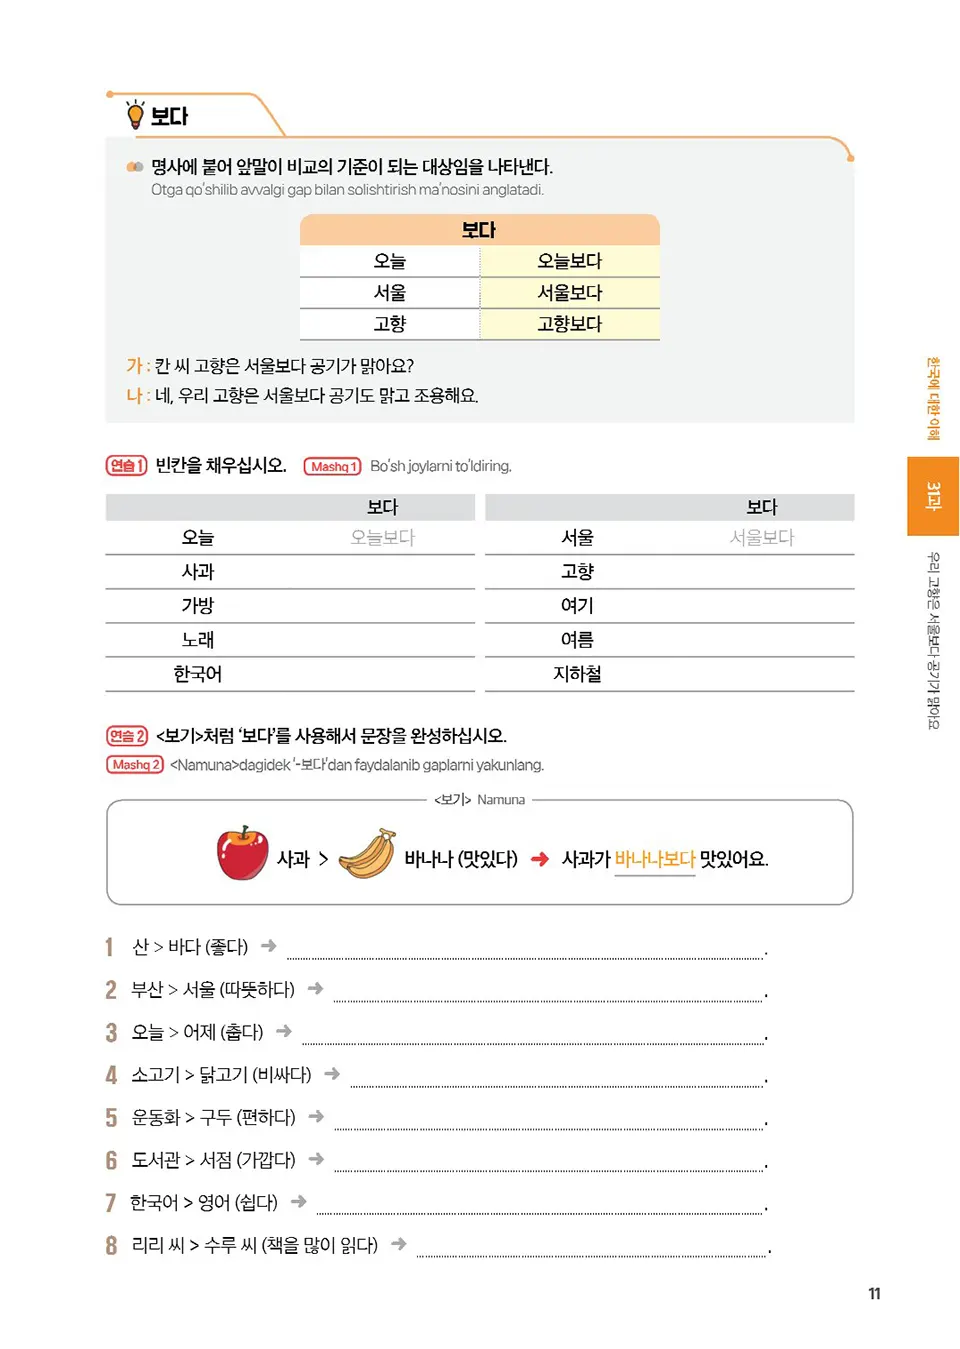 보다
명사에 붙어 앞말이 비교의 기준이 되는 대상임을 나타낸다.
Otga qo'shilib avvalgi gap bilan solishtirish ma'nosini anglatadi.
보다
오늘 오늘보다
서울 서울보다
고향 고향보다
가 : 칸 씨 고향은 서울보다 공기가 맑아요?
나 : 네, 우리 고향은 서울보다 공기도 맑고 조용해요.
연습 1 빈칸을 채우십시오. Mashq 1 Bo'sh joylarni to'ldiring.
보다 보다
오늘 오늘보다 서울 서울보다
사과 고향
가방 여기
노래 여름
한국어 지하철
연습 2 <보기>처럼 '보다'를 사용해서 문장을 완성하십시오.
Mashq 2 <Namuna>dagidek '-보다'dan faydalanib gaplarni yakunlang.
<보기> Namuna
사과 > 바나나 (맛있다) ➜ 사과가 바나나보다 맛있어요.
1 산 > 바다 (좋다) ➜ .
2 부산 > 서울 (따뜻하다) ➜ .
3 오늘 > 어제 (춥다) ➜ .
4 소고기 > 닭고기 (비싸다) ➜ .
5 운동화 > 구두 (편하다) ➜ .
6 도서관 > 서점 (가깝다) ➜ .
7 한국어 > 영어 (쉽다) ➜ .
8 리리 씨 > 수루 씨 (책을 많이 읽다) ➜ .
한국에 대한 이해
31과
우리 고향은 서울보다 공기가 맑아요
11